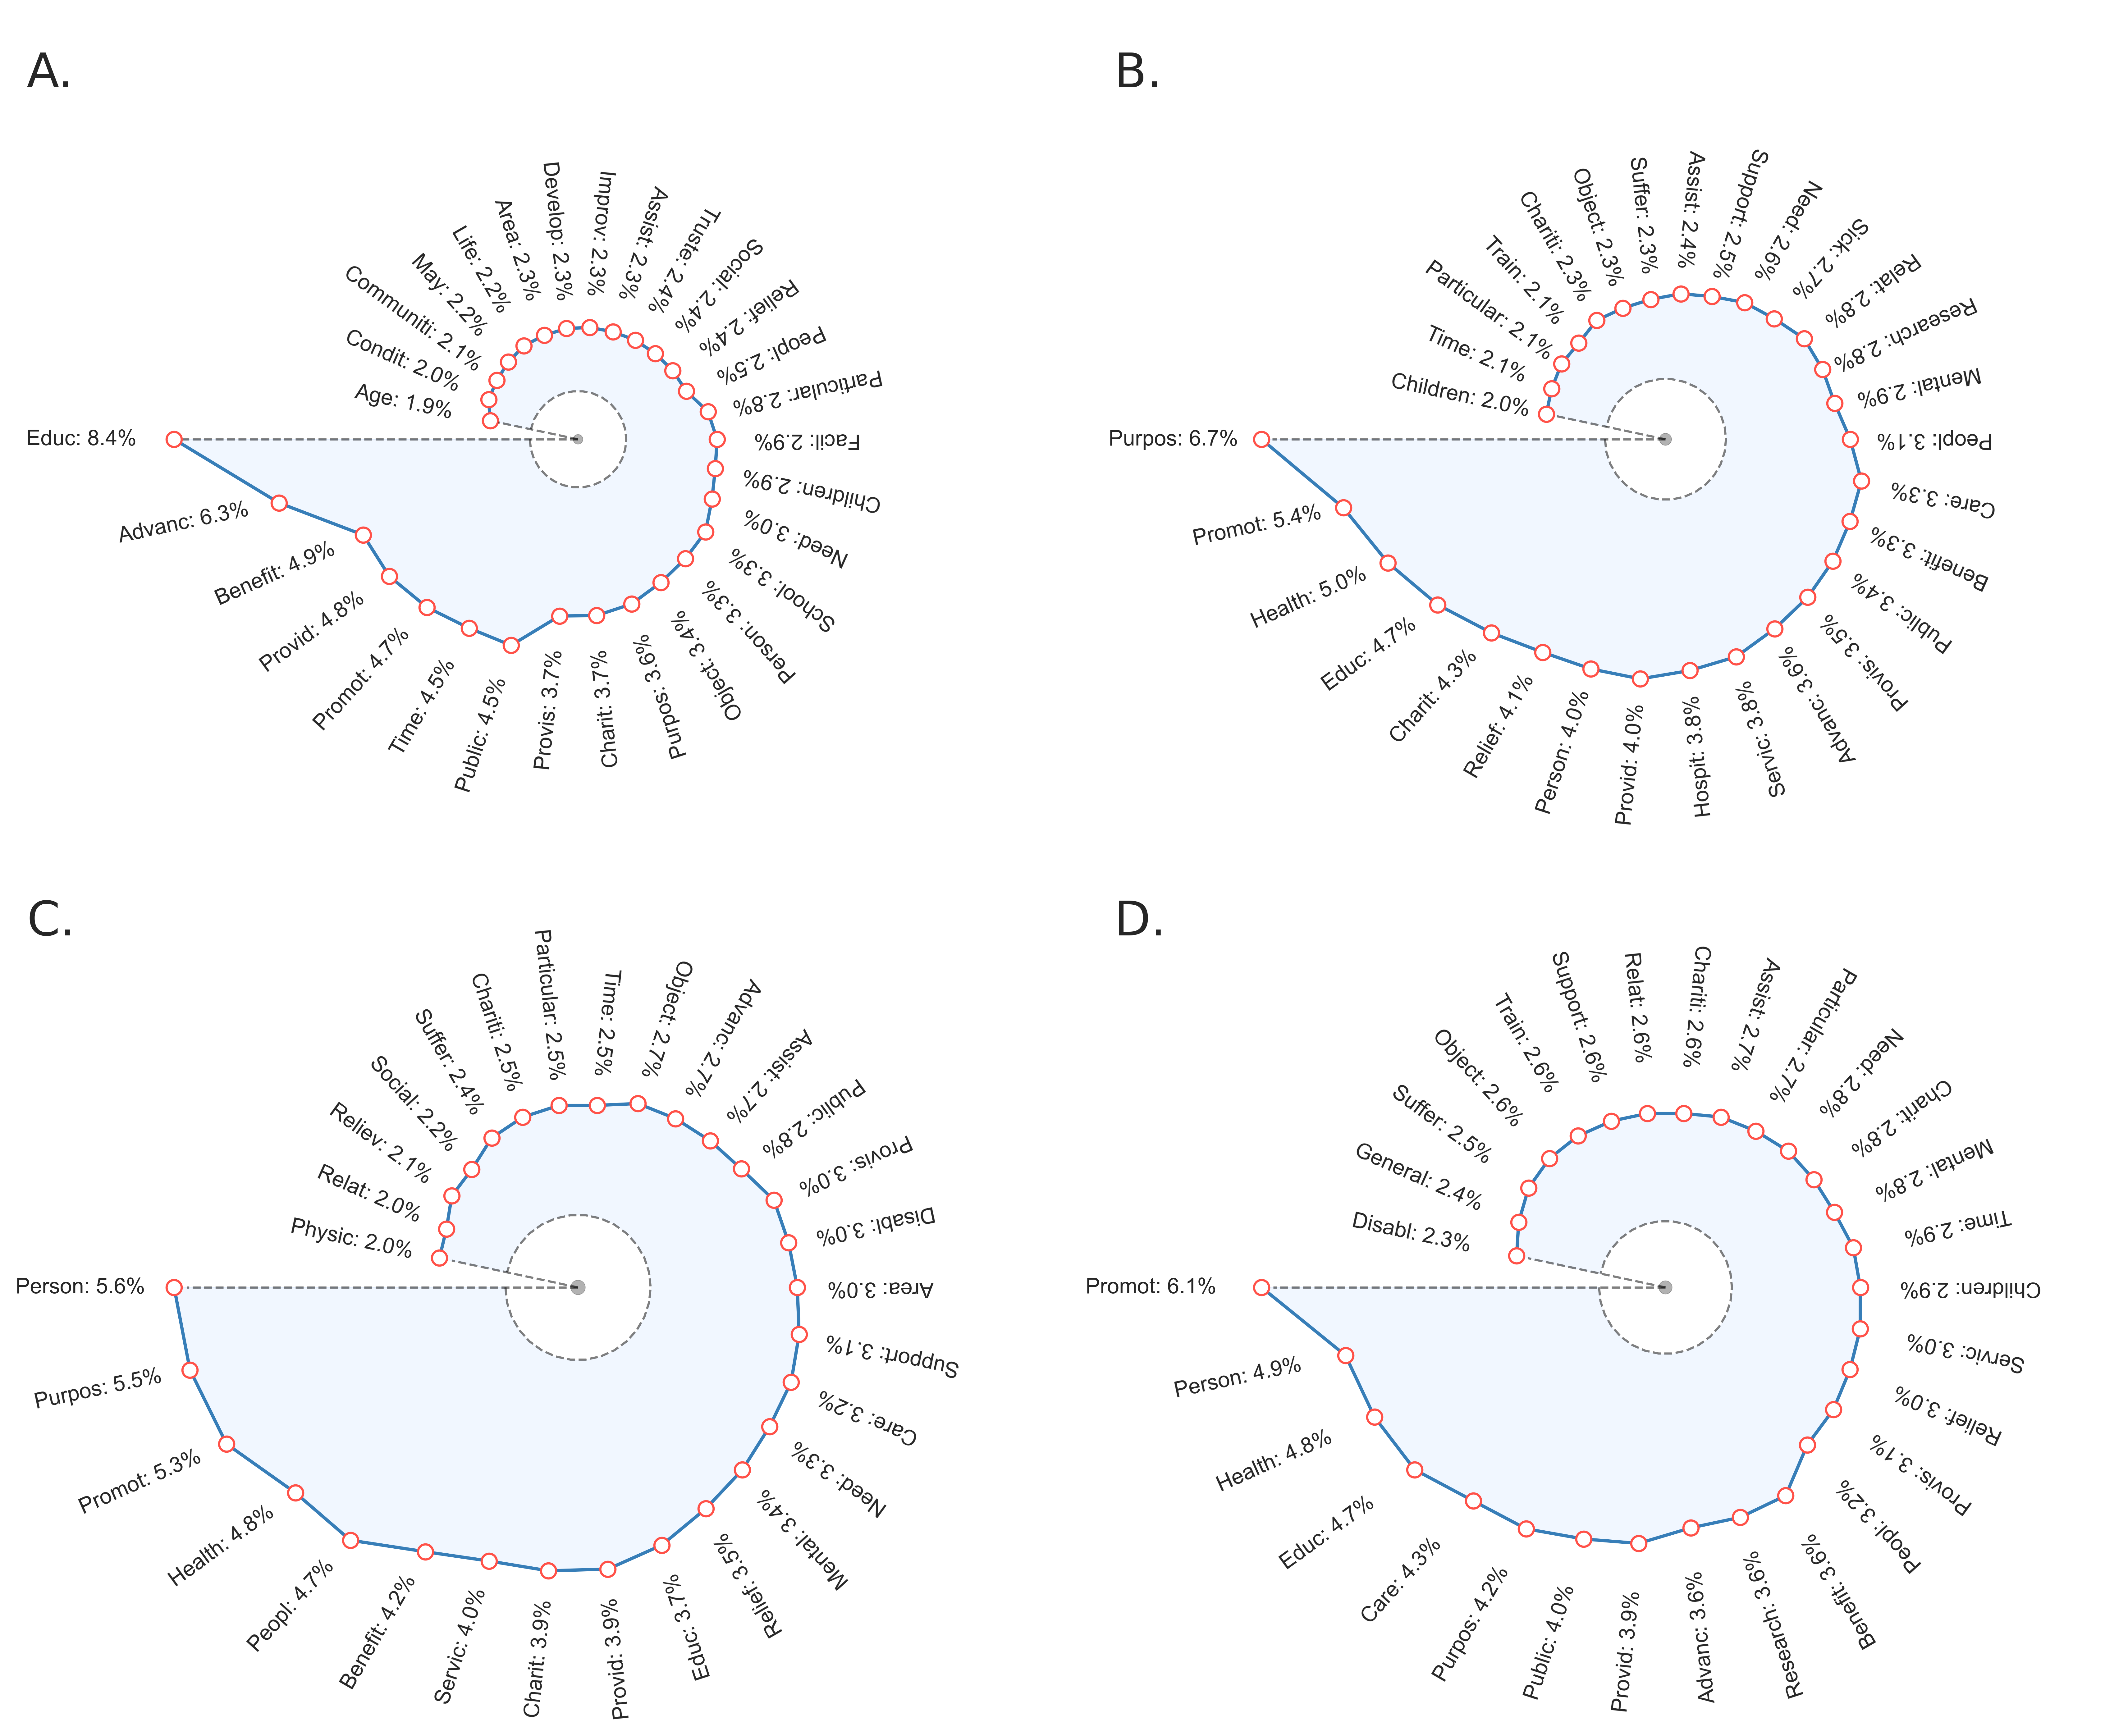 A.
Educ: 8.4%
Advanc: 6.3%
Benefit: 4.9%
Provid: 4.8%
Promot: 4.7%
Time: 4.5%
Public: 4.5%
Provis: 3.7%
Charit: 3.7%
Purpos: 3.6%
Object: 3.4%
Person: 3.3%
School: 3.3%
Need: 3.0%
Children: 2.9%
Facil: 2.9%
Particular: 2.8%
Peopl: 2.5%
Relief: 2.4%
Social: 2.4%
Truste: 2.4%
Assist: 2.3%
Improv: 2.3%
Develop: 2.3%
Area: 2.3%
Life: 2.2%
May: 2.2%
Communiti: 2.1%
Condit: 2.0%
Age: 1.9%
B.
Purpos: 6.7%
Promot: 5.4%
Health: 5.0%
Educ: 4.7%
Charit: 4.3%
Relief: 4.1%
Person: 4.0%
Provid: 4.0%
Hospit: 3.8%
Servic: 3.8%
Advanc: 3.6%
Provis: 3.5%
Public: 3.4%
Benefit: 3.3%
Care: 3.3%
Peopl: 3.1%
Mental: 2.9%
Research: 2.8%
Relat: 2.8%
Sick: 2.7%
Need: 2.6%
Support: 2.5%
Assist: 2.4%
Suffer: 2.3%
Object: 2.3%
Chariti: 2.3%
Train: 2.1%
Particular: 2.1%
Time: 2.1%
Children: 2.0%
C.
Person: 5.6%
Purpos: 5.5%
Promot: 5.3%
Health: 4.8%
Peopl: 4.7%
Benefit: 4.2%
Servic: 4.0%
Charit: 3.9%
Provid: 3.9%
Educ: 3.7%
Relief: 3.5%
Mental: 3.4%
Need: 3.3%
Care: 3.2%
Support: 3.1%
Area: 3.0%
Disabl: 3.0%
Provis: 3.0%
Public: 2.8%
Assist: 2.7%
Advanc: 2.7%
Object: 2.7%
Time: 2.5%
Particular: 2.5%
Chariti: 2.5%
Suffer: 2.4%
Social: 2.2%
Reliev: 2.1%
Relat: 2.0%
Physic: 2.0%
D.
Promot: 6.1%
Person: 4.9%
Health: 4.8%
Educ: 4.7%
Care: 4.3%
Purpos: 4.2%
Public: 4.0%
Provid: 3.9%
Advanc: 3.6%
Research: 3.6%
Benefit: 3.6%
Peopl: 3.2%
Provis: 3.1%
Relief: 3.0%
Servic: 3.0%
Children: 2.9%
Time: 2.9%
Mental: 2.8%
Charit: 2.8%
Need: 2.8%
Particular: 2.7%
Assist: 2.7%
Chariti: 2.6%
Relat: 2.6%
Support: 2.6%
Train: 2.6%
Object: 2.6%
Suffer: 2.5%
General: 2.4%
Disabl: 2.3%